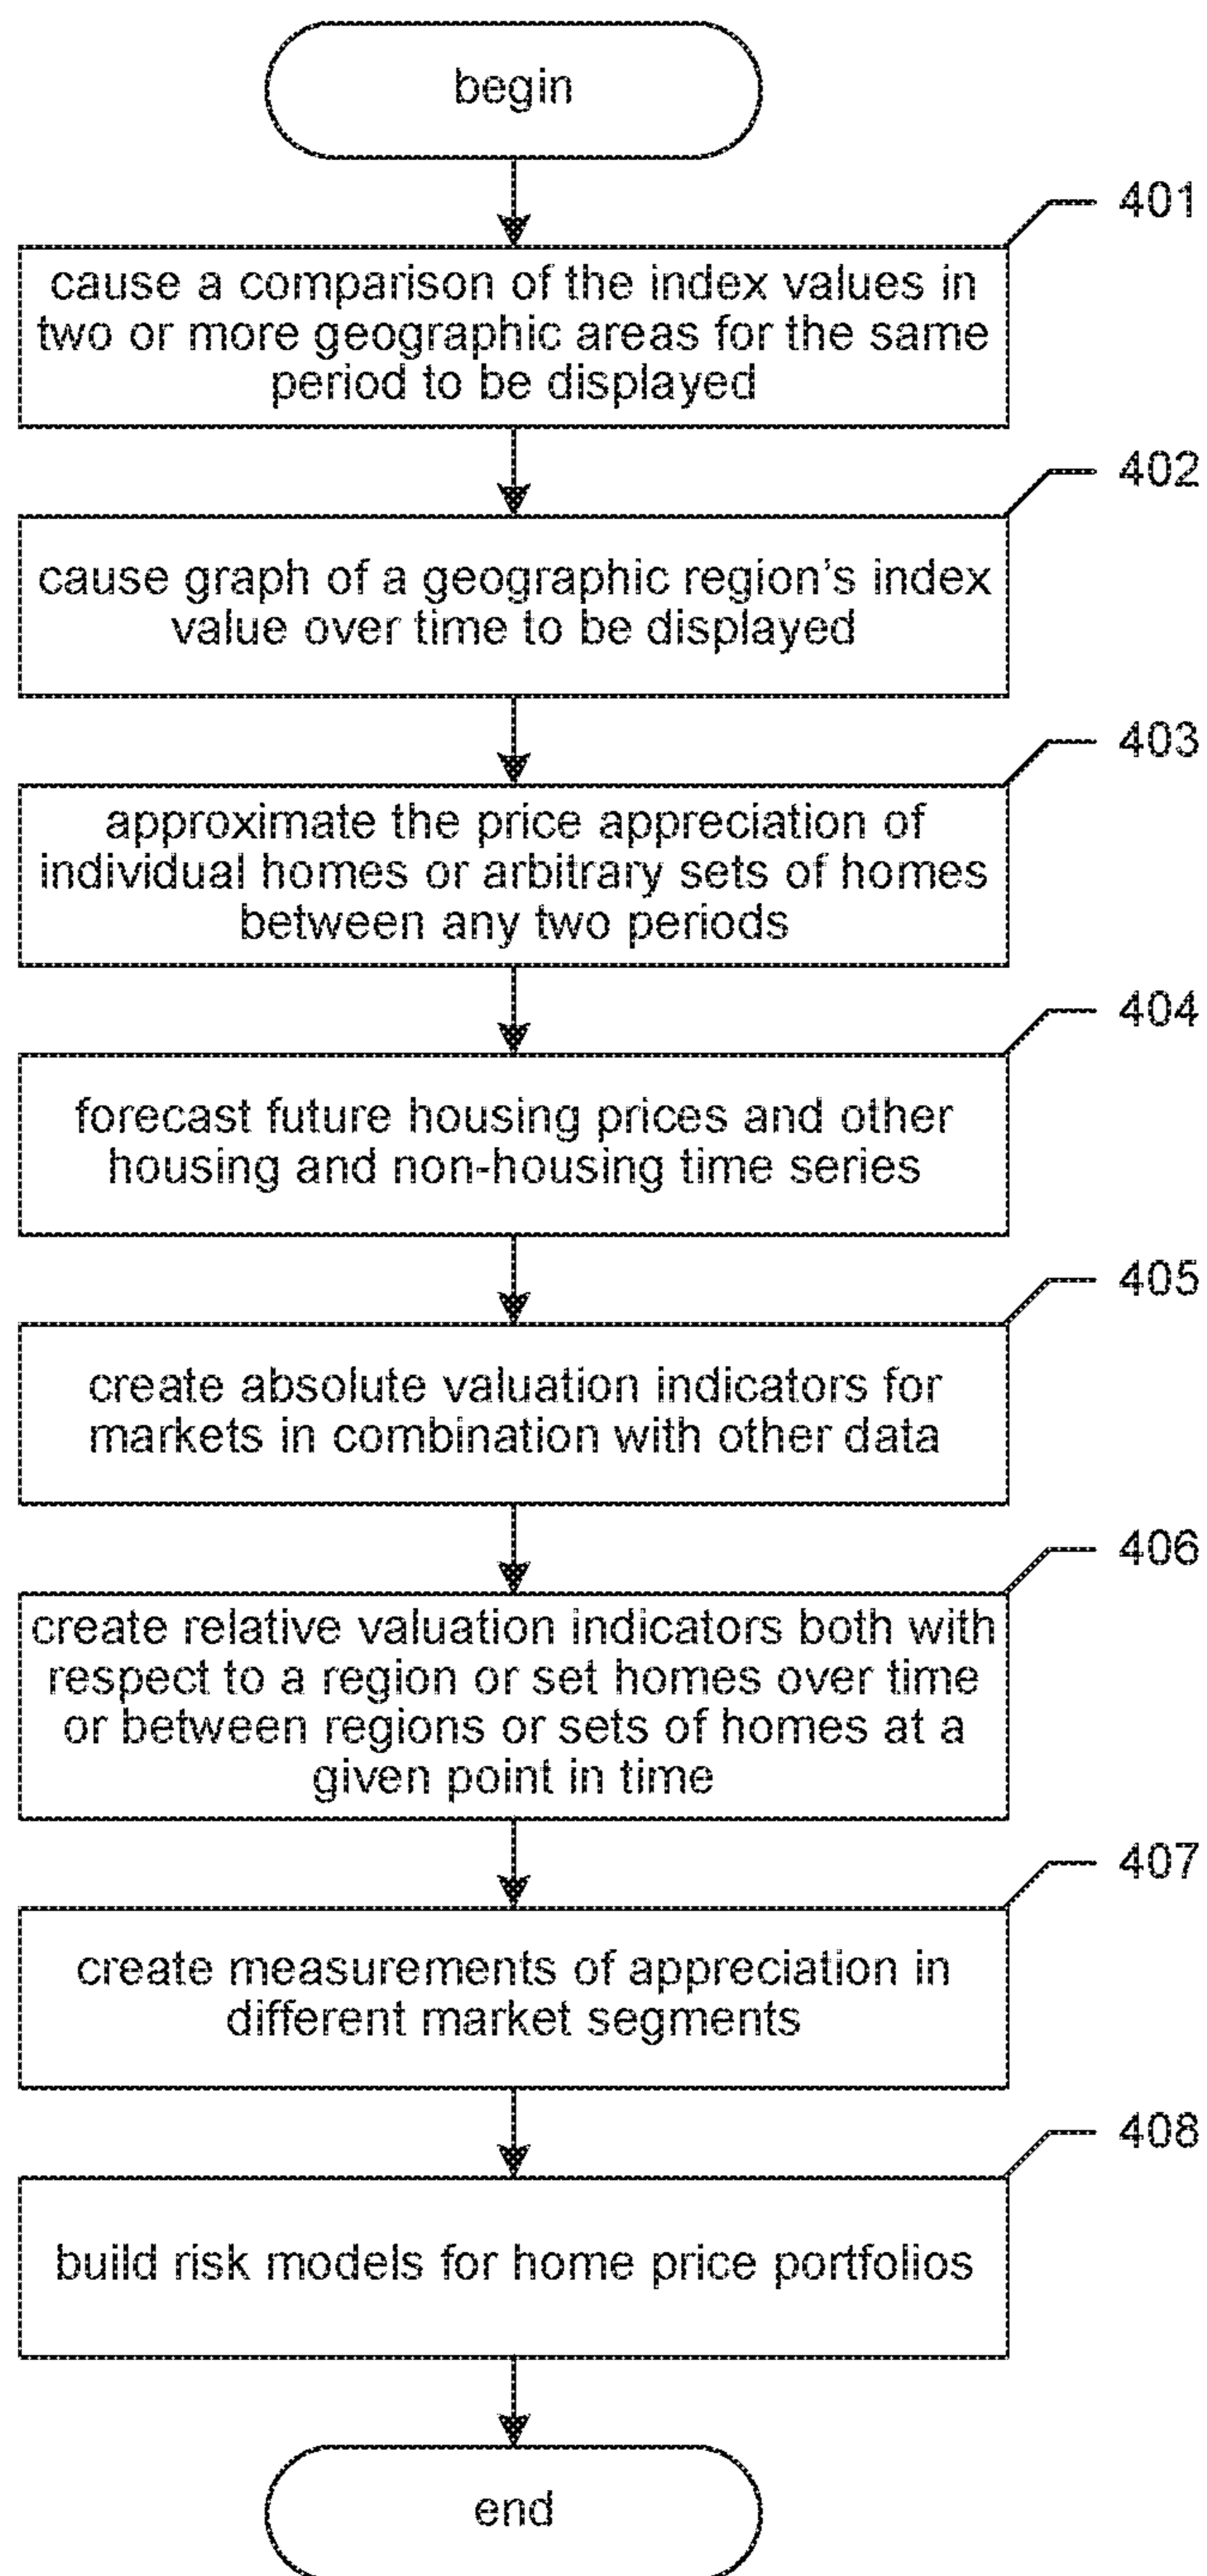 begin
401
cause a comparison of the index values in
two or more geographic areas for the same
period to be displayed
402
cause graph of a geographic region's index
value over time to be displayed
403
approximate the price appreciation of
individual homes or arbitrary sets of homes
between any two periods
404
forecast future housing prices and other
housing and non-housing time series
405
create absolute valuation indicators for
markets in combination with other data
406
create relative valuation indicators both with
respect to a region or set homes over time
or between regions or sets of homes at a
given point in time
407
create measurements of appreciation in
different market segments
408
build risk models for home price portfolios
end